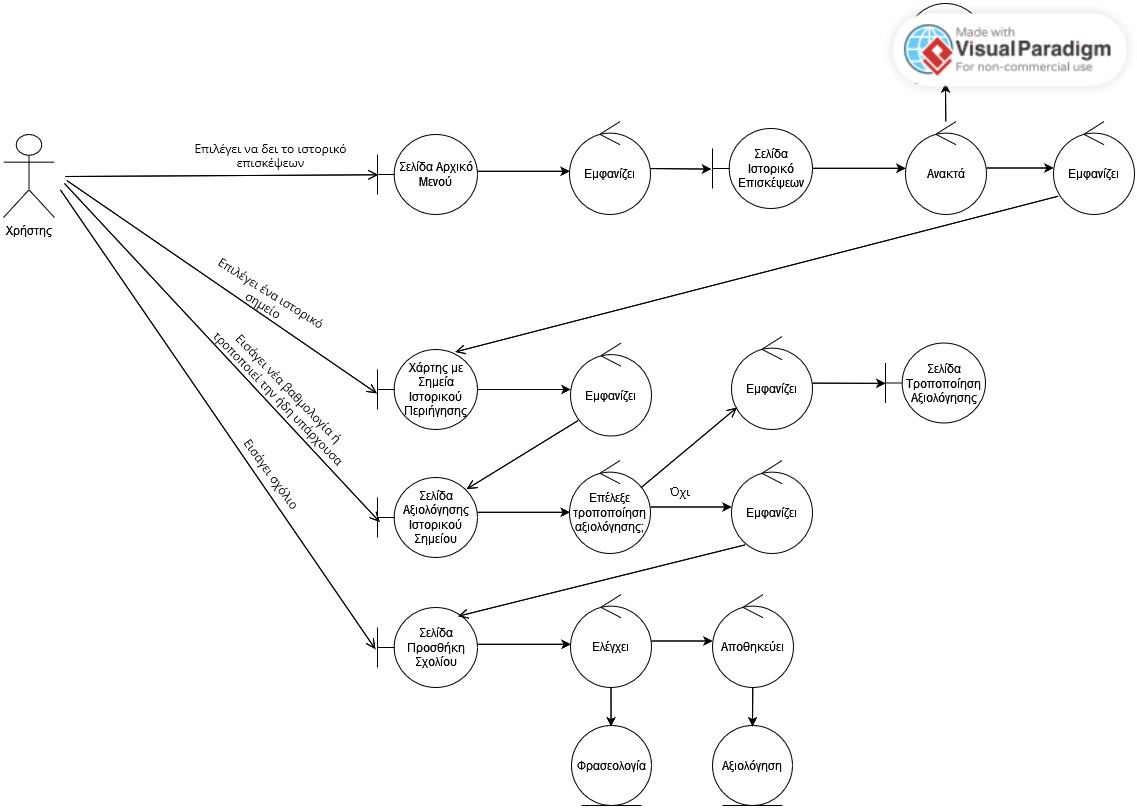 Made with
Visual Paradigm
For non-commercial use
Επιλέγει να δει το ιστορικό
επισκέψεων
Χρήστης
Σελίδα Αρχικό
Μενού
Εμφανίζει
Σελίδα
Ιστορικό
Επισκέψεων
Ανακτά
Εμφανίζει
Επιλέγει ένα ιστορικό
σημείο
Εισάγει νέα βαθμολογία ή
τροποποιεί την ήδη υπάρχουσα
Εισάγει σχόλιο
Χάρτης με
Σημεία
Ιστορικού
Περιήγησης
Εμφανίζει
Εμφανίζει
Σελίδα
Τροποποίηση
Αξιολόγησης
Σελίδα
Αξιολόγησης
Ιστορικού
Σημείου
Επέλεξε
τροποποίηση
αξιολόγησης;
Όχι
Εμφανίζει
Σελίδα
Προσθήκη
Σχολίου
Ελέγχει
Αποθηκεύει
Φρασεολογία
Αξιολόγηση